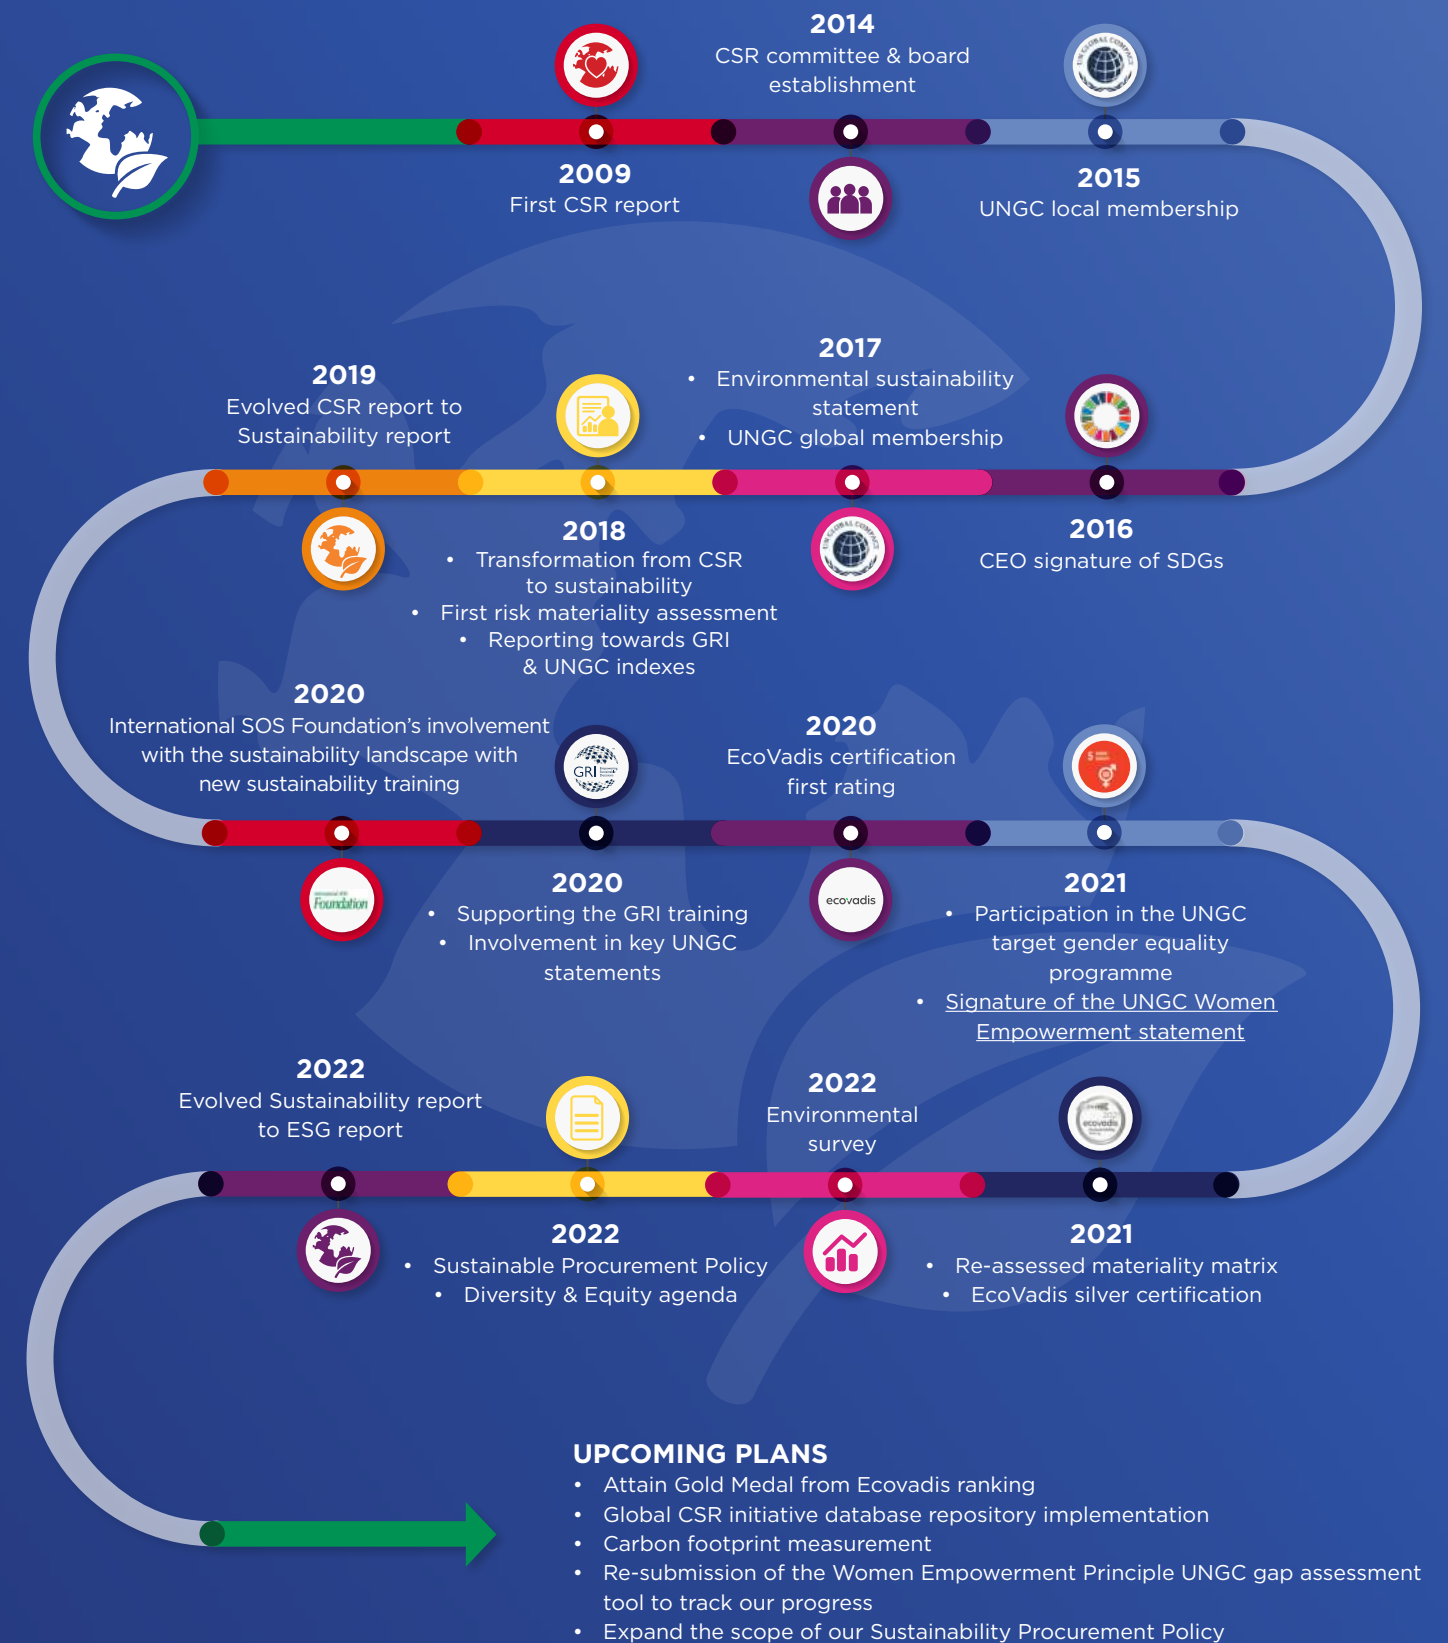 2014
CSR committee & board
establishment
UN GLOBAL COMPACT
2009
First CSR report
2015
UNGC local membership
2017
• Environmental sustainability
statement
• UNGC global membership
2019
Evolved CSR report to
Sustainability report
2018
• Transformation from CSR
to sustainability
• First risk materiality assessment
• Reporting towards GRI
& UNGC indexes
UN GLOBAL COMPACT
2016
CEO signature of SDGs
2020
International SOS Foundation's involvement
with the sustainability landscape with
new sustainability training
GRI
2020
EcoVadis certification
first rating
5
Foundation
2020
• Supporting the GRI training
• Involvement in key UNGC
statements
ecovadis
2021
• Participation in the UNGC
target gender equality
programme
• Signature of the UNGC Women
Empowerment statement
2022
Evolved Sustainability report
to ESG report
2022
Environmental
survey
ecovadis
2022
• Sustainable Procurement Policy
• Diversity & Equity agenda
2021
• Re-assessed materiality matrix
• EcoVadis silver certification
UPCOMING PLANS
• Attain Gold Medal from Ecovadis ranking
• Global CSR initiative database repository implementation
• Carbon footprint measurement
• Re-submission of the Women Empowerment Principle UNGC gap assessment
tool to track our progress
• Expand the scope of our Sustainability Procurement Policy